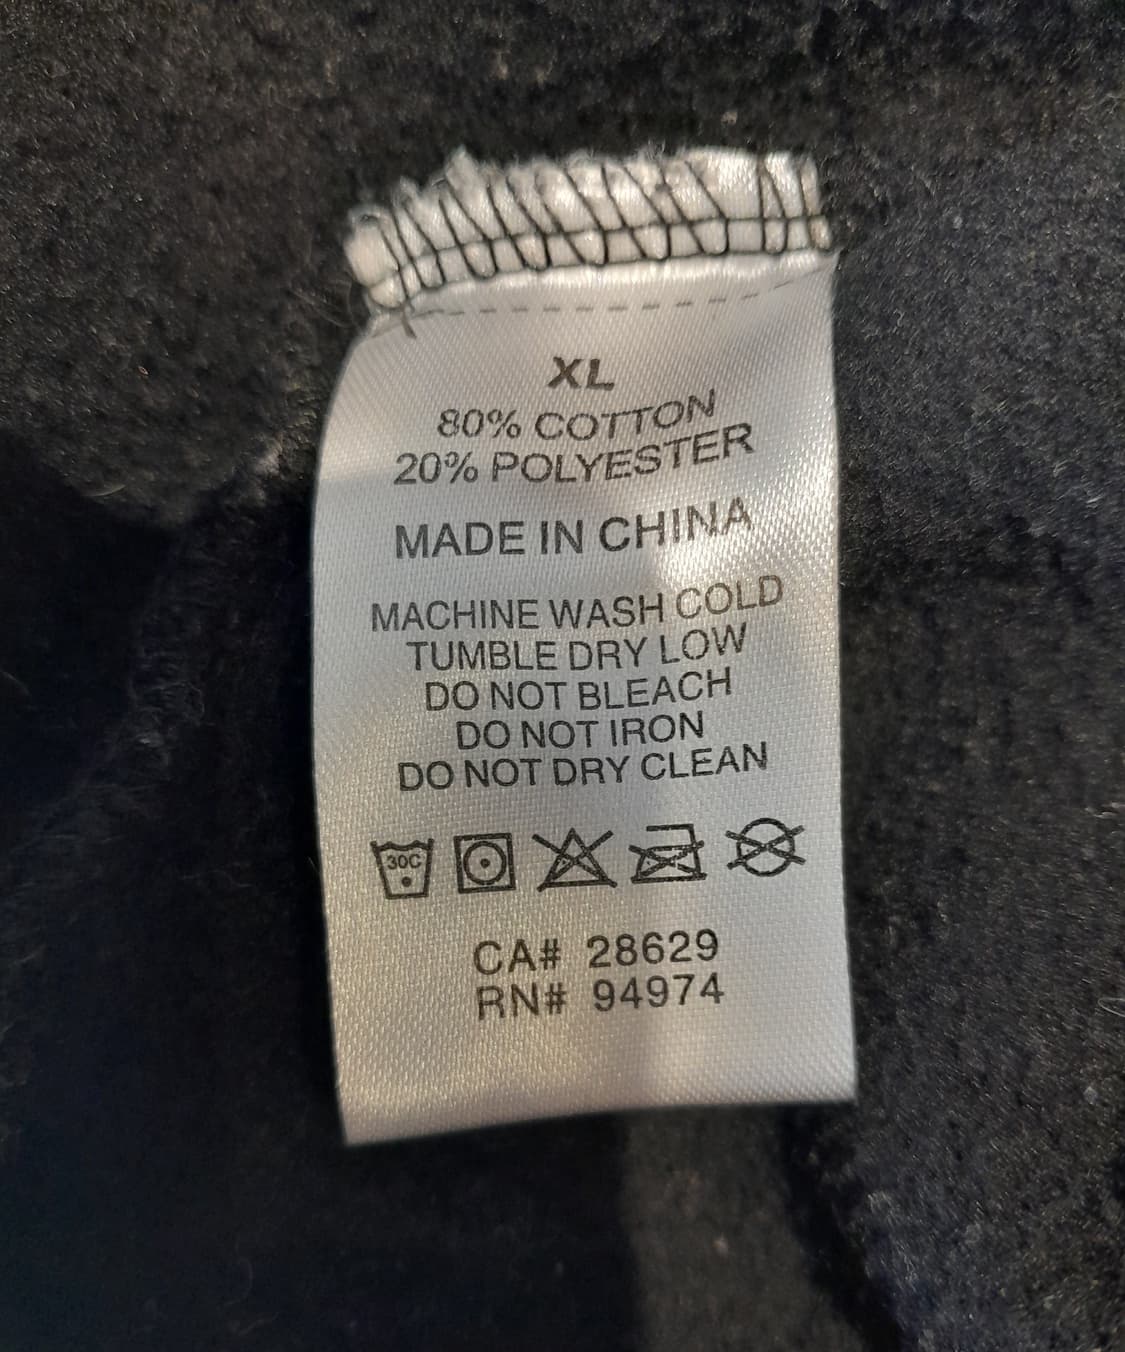 XL
80% COTTON
20% POLYESTER
MADE IN CHINA
MACHINE WASH COLD
TUMBLE DRY LOW
DO NOT BLEACH
DO NOT IRON
DO NOT DRY CLEAN
30C
CA# 28629
RN# 94974